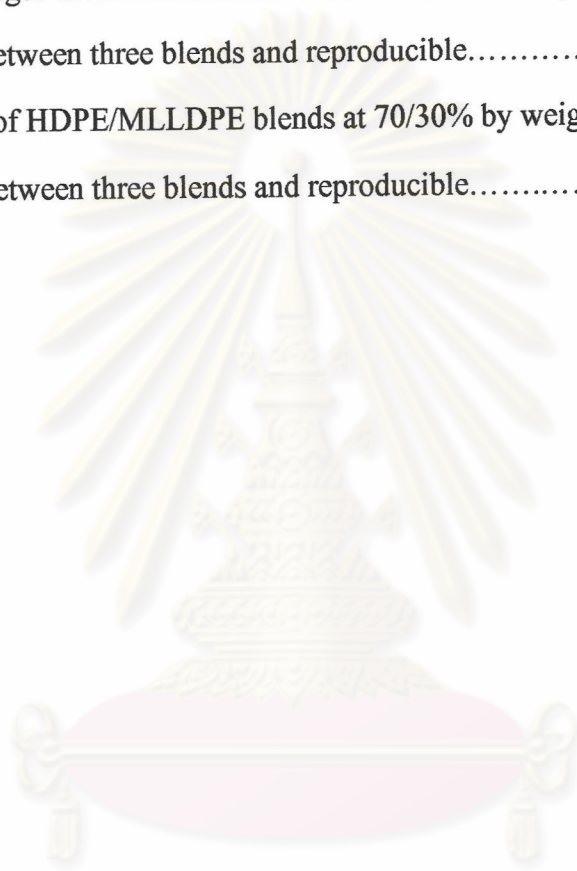 etween three blends and reproducible............
of HDPE/MLLDPE blends at 70/30% by weig
etween three blends and reproducible............